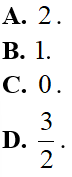 A. 2.
B. 1.
C. 0.
D. 3/2.